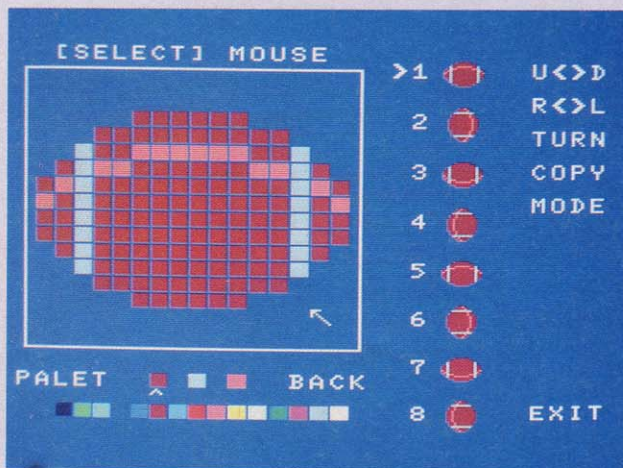 [SELECT] MOUSE
>1 U<>D
2 R<>L
TURN
3 COPY
MODE
4
5
6
7
PALET BACK
8 EXIT